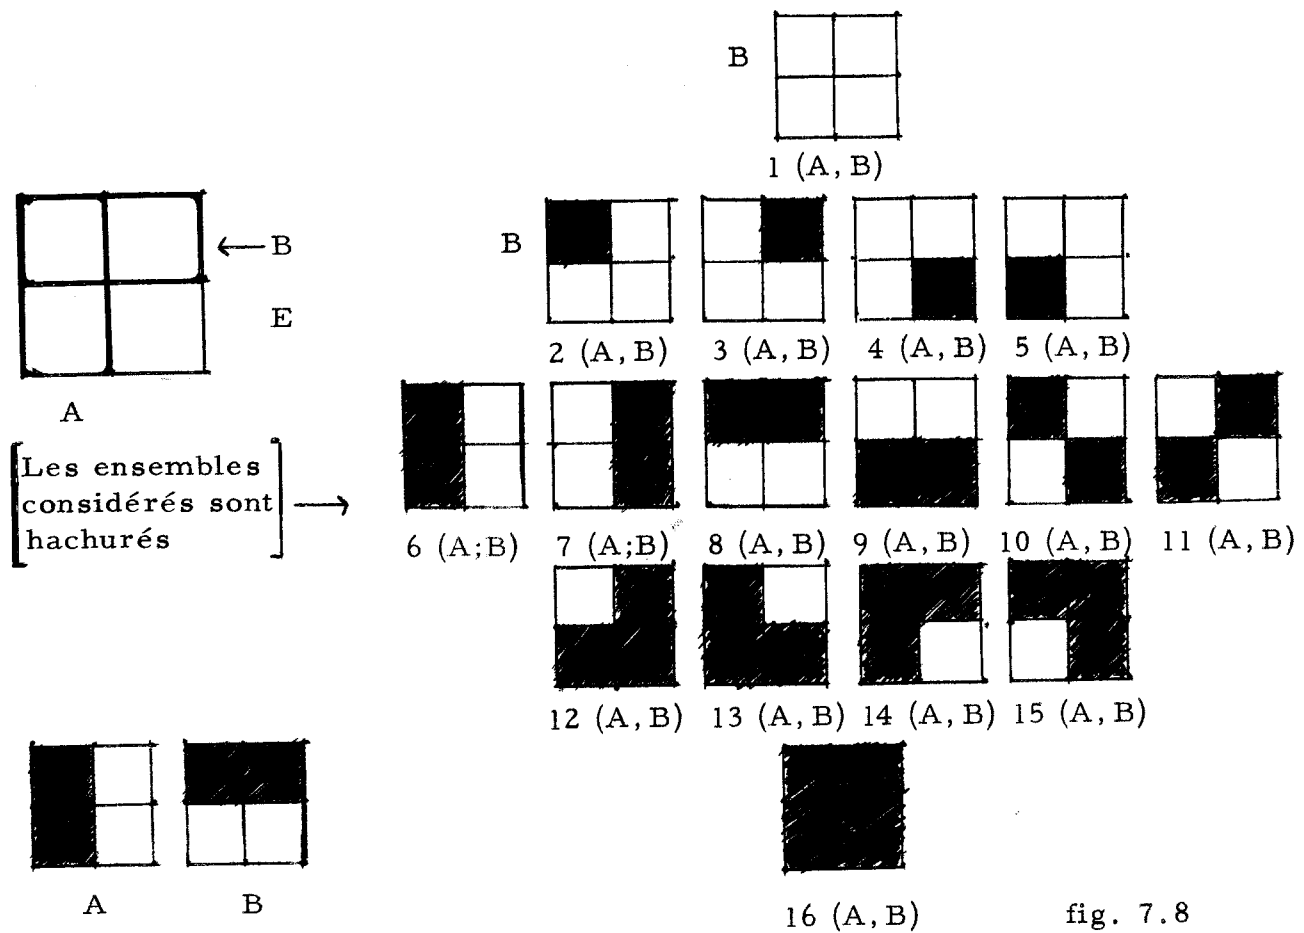 B
1 (A, B)
← B
E
A
B
2 (A, B) 3 (A, B) 4 (A, B) 5 (A, B)
[Les ensembles
considérés sont
hachurés] →
6 (A;B) 7 (A;B) 8 (A, B) 9 (A, B) 10 (A, B) 11 (A, B)
12 (A, B) 13 (A, B) 14 (A, B) 15 (A, B)
A B
16 (A, B)
fig. 7.8